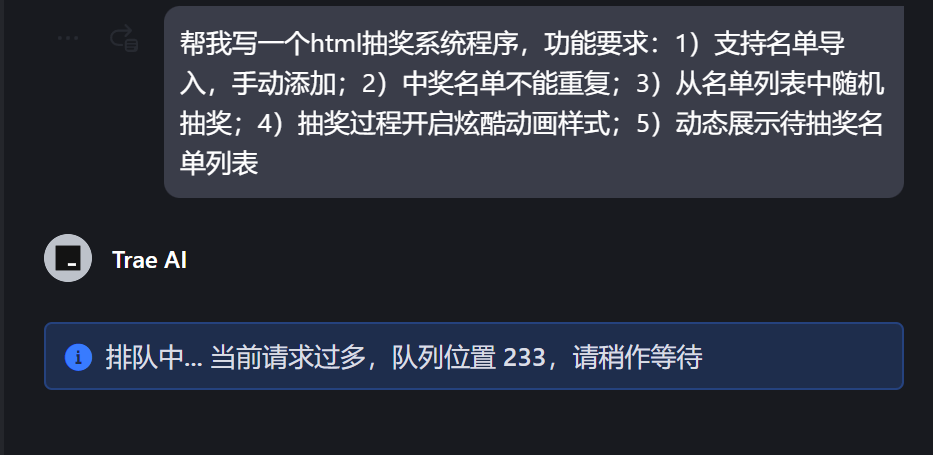 帮我写一个html抽奖系统程序，功能要求：1）支持名单导
入，手动添加；2）中奖名单不能重复；3）从名单列表中随机
抽奖；4）抽奖过程开启炫酷动画样式；5）动态展示待抽奖名
单列表
Trae AI
排队中... 当前请求过多，队列位置 233，请稍作等待